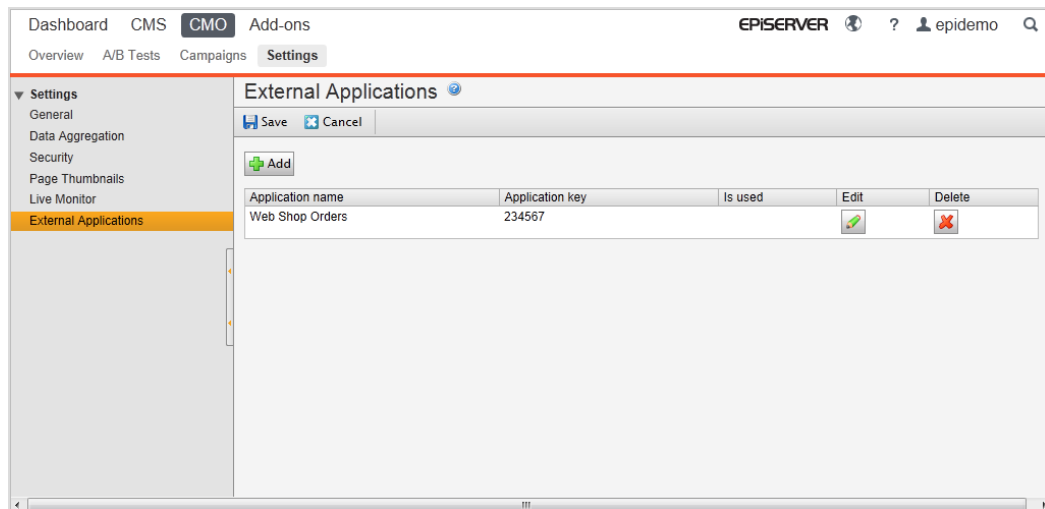 Dashboard CMS CMO Add-ons EPiSERVER ? epidemo
Overview A/B Tests Campaigns Settings
Settings
General
Data Aggregation
Security
Page Thumbnails
Live Monitor
External Applications
External Applications ?
Save Cancel
Add
Application name Application key Is used Edit Delete
Web Shop Orders 234567